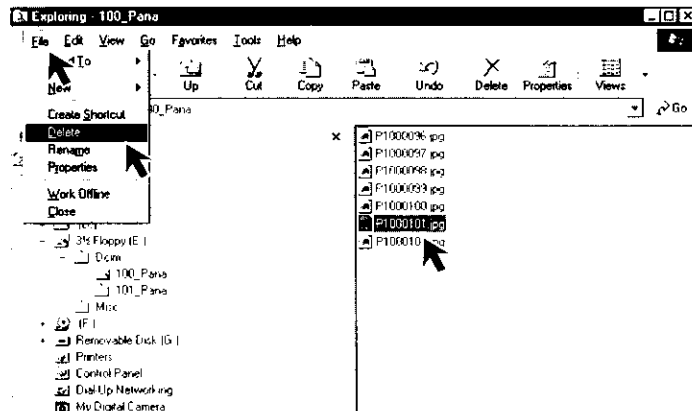 Exploring - 100_Pana
File Edit View Go Favorites Tools Help
To
New
Up Cut Copy Paste Undo Delete Properties Views
Create Shortcut
_Pana
Go
Delete
Rename
Properties
Work Offline
Close
P1000096.jpg
P1000097.jpg
P1000098.jpg
P1000099.jpg
P1000100.jpg
P1000101.jpg
P100010
3½ Floppy (E:)
Dcim
100_Pana
101_Pana
Misc
(F:)
Removable Disk (G:)
Printers
Control Panel
Dial-Up Networking
My Digital Camera